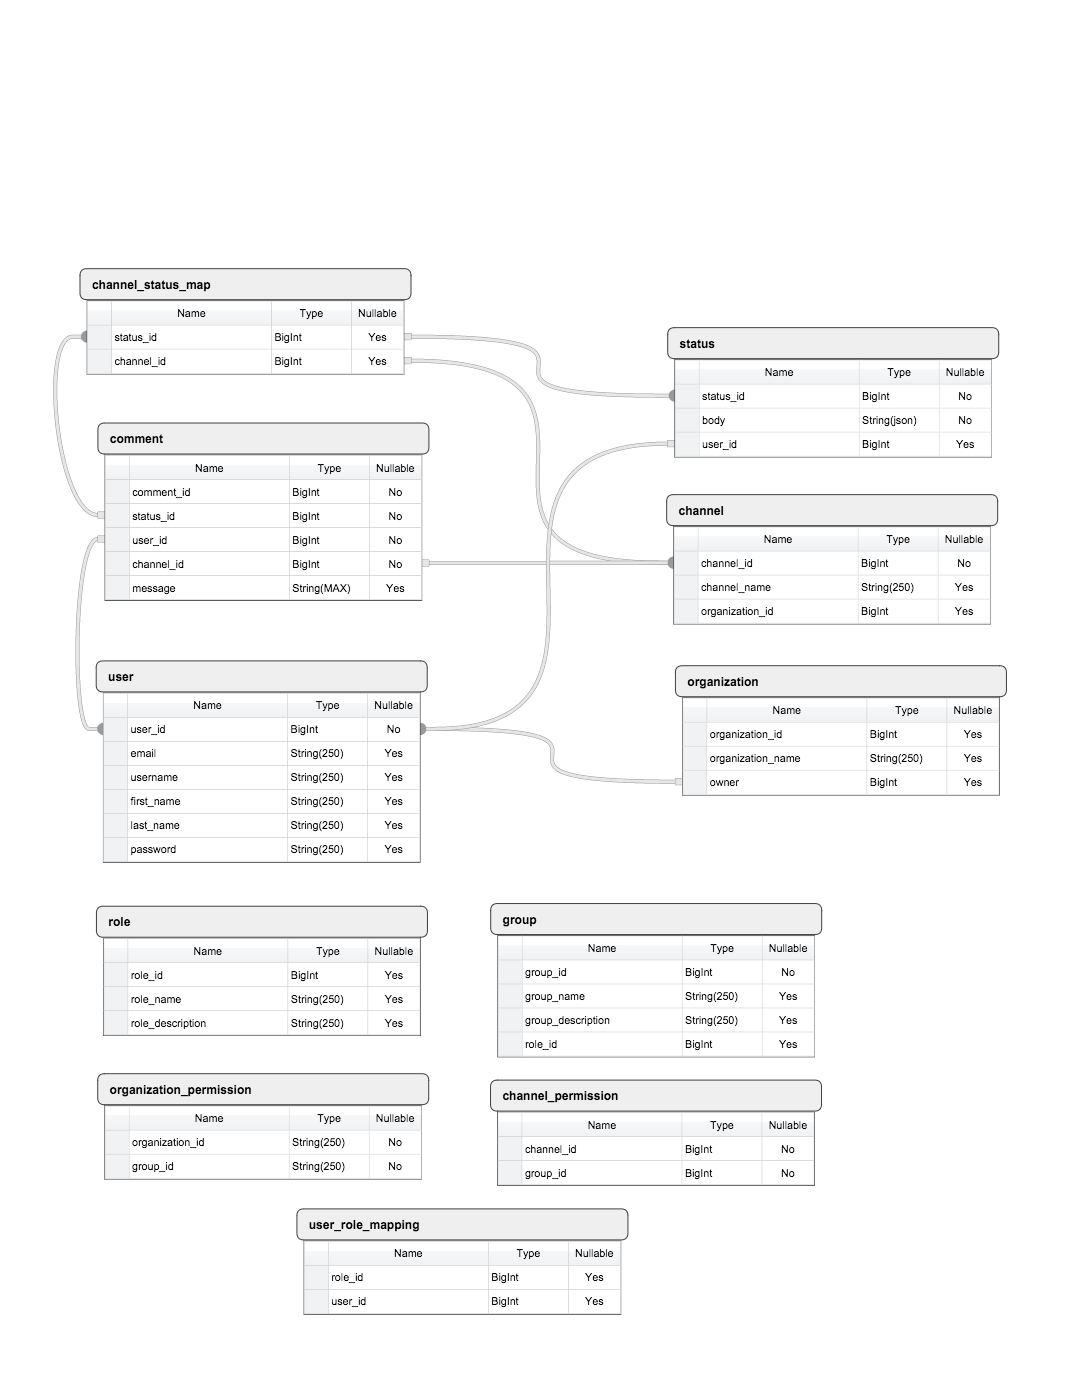 channel_status_map
Name Type Nullable
status_id BigInt Yes
channel_id BigInt Yes
status
Name Type Nullable
status_id BigInt No
body String(json) No
user_id BigInt Yes
comment
Name Type Nullable
comment_id BigInt No
status_id BigInt No
user_id BigInt No
channel_id BigInt No
message String(MAX) Yes
channel
Name Type Nullable
channel_id BigInt No
channel_name String(250) Yes
organization_id BigInt Yes
user
Name Type Nullable
user_id BigInt No
email String(250) Yes
username String(250) Yes
first_name String(250) Yes
last_name String(250) Yes
password String(250) Yes
organization
Name Type Nullable
organization_id BigInt Yes
organization_name String(250) Yes
owner BigInt Yes
role
Name Type Nullable
role_id BigInt Yes
role_name String(250) Yes
role_description String(250) Yes
group
Name Type Nullable
group_id BigInt No
group_name String(250) Yes
group_description String(250) Yes
role_id BigInt Yes
organization_permission
Name Type Nullable
organization_id String(250) No
group_id String(250) No
channel_permission
Name Type Nullable
channel_id BigInt No
group_id BigInt No
user_role_mapping
Name Type Nullable
role_id BigInt Yes
user_id BigInt Yes